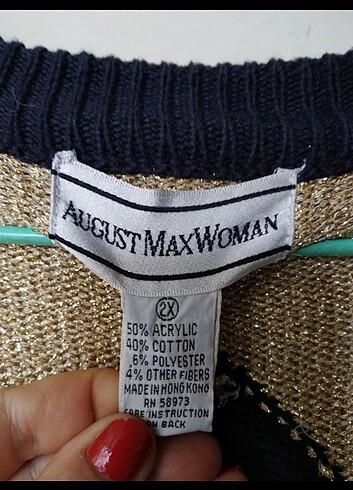 AUGUST MAX WOMAN
2X
50% ACRYLIC
40% COTTON
6% POLYESTER
4% OTHER FIBERS
MADE IN HONG KONG
RN 58973
CARE INSTRUCTION
ON BACK